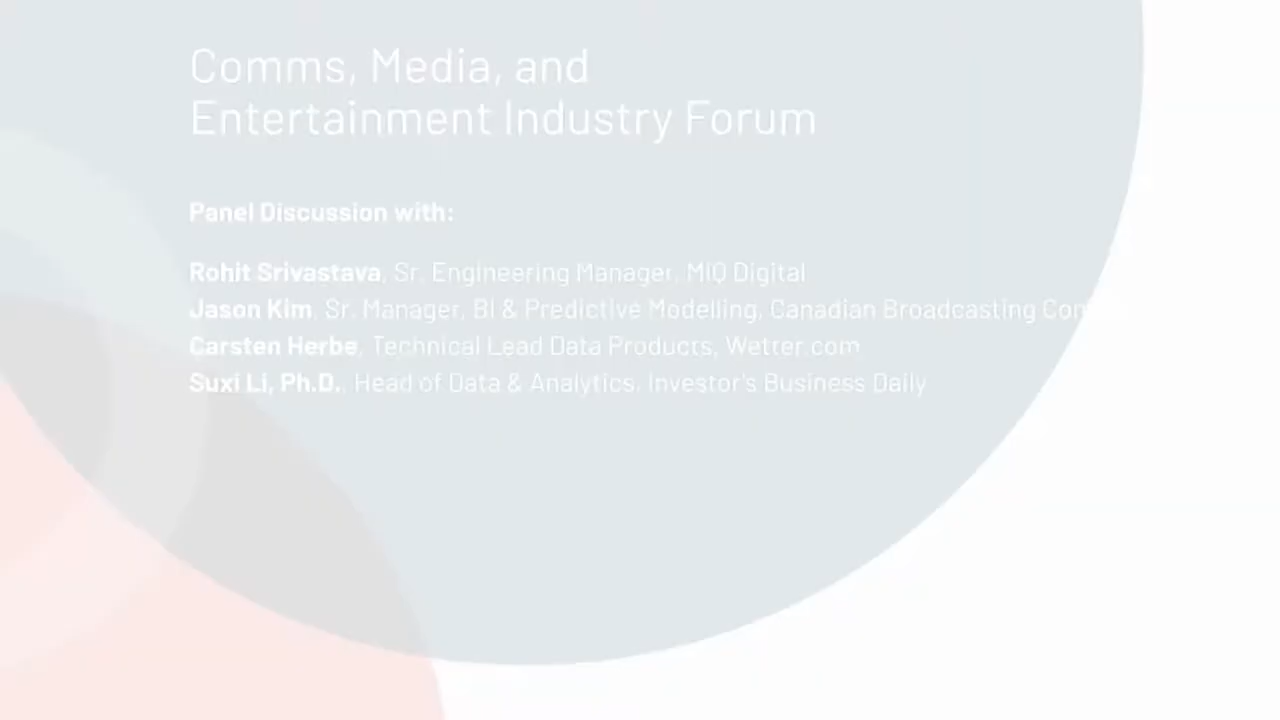 Comms, Media, and
Entertainment Industry Forum
Panel Discussion with:
Rohit Srivastava, Sr. Engineering Manager, MIQ Digital
Jason Kim, Sr. Manager, BI & Predictive Modelling, Canadian Broadcasting
Carsten Herbe, Technical Lead Data Products, Wetter.com
Suxi Li, Ph.D., Head of Data & Analytics, Investor's Business Daily